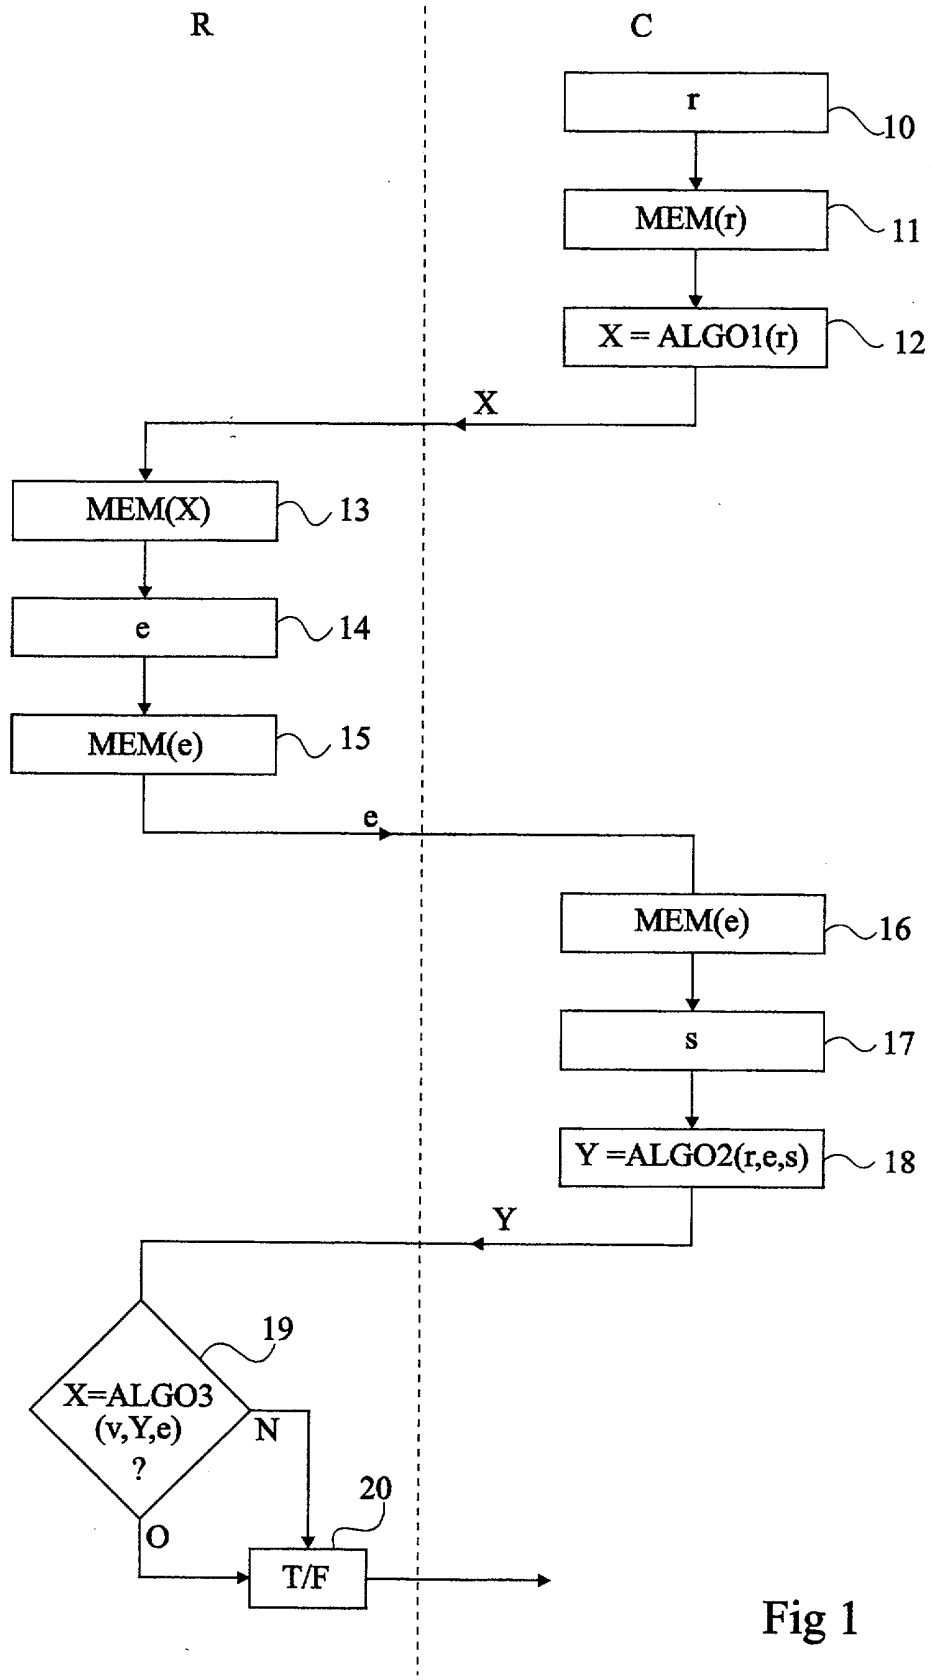 R
C
r
10
MEM(r)
11
X = ALGO1(r)
12
X
MEM(X)
13
e
14
MEM(e)
15
e
MEM(e)
16
s
17
Y =ALGO2(r,e,s)
18
Y
19
X=ALGO3
(v,Y,e)
?
N
O
20
T/F
Fig 1